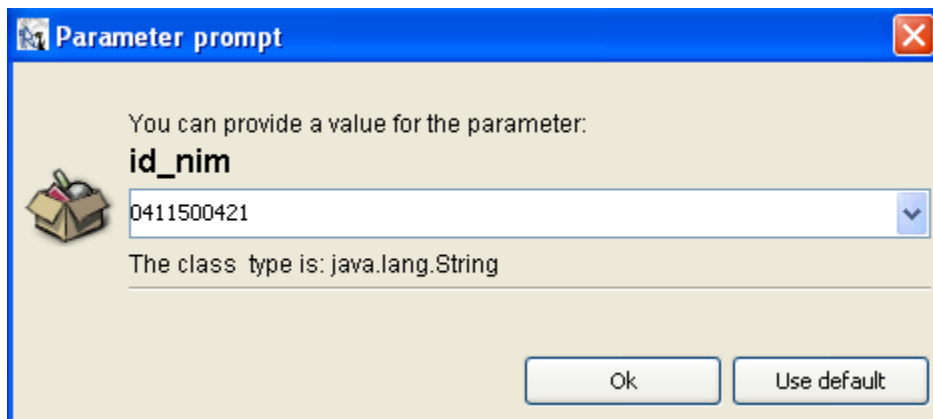 Parameter prompt
You can provide a value for the parameter:
id_nim
0411500421
The class  type is: java.lang.String
Ok
Use default